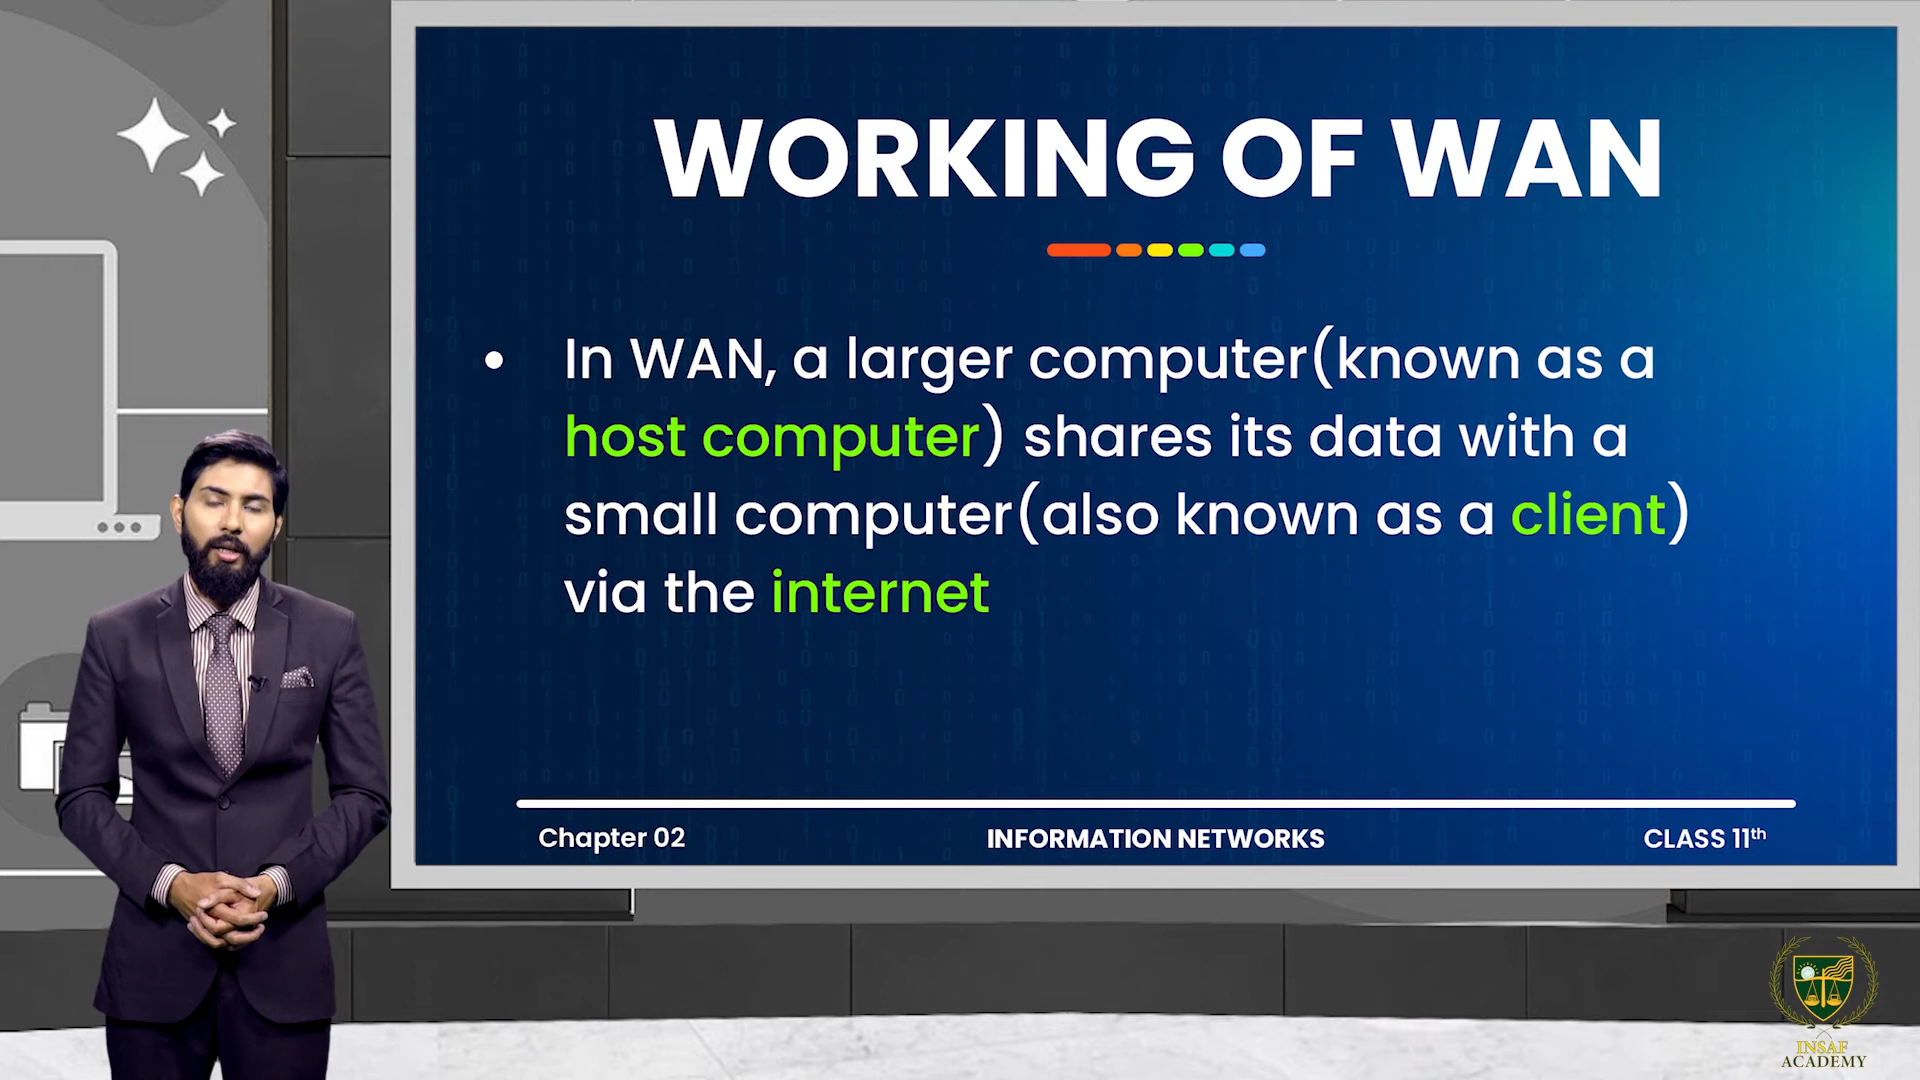 WORKING OF WAN
• In WAN, a larger computer(known as a
host computer) shares its data with a
small computer(also known as a client)
via the internet
Chapter 02
INFORMATION NETWORKS
CLASS 11th
INSAF
ACADEMY